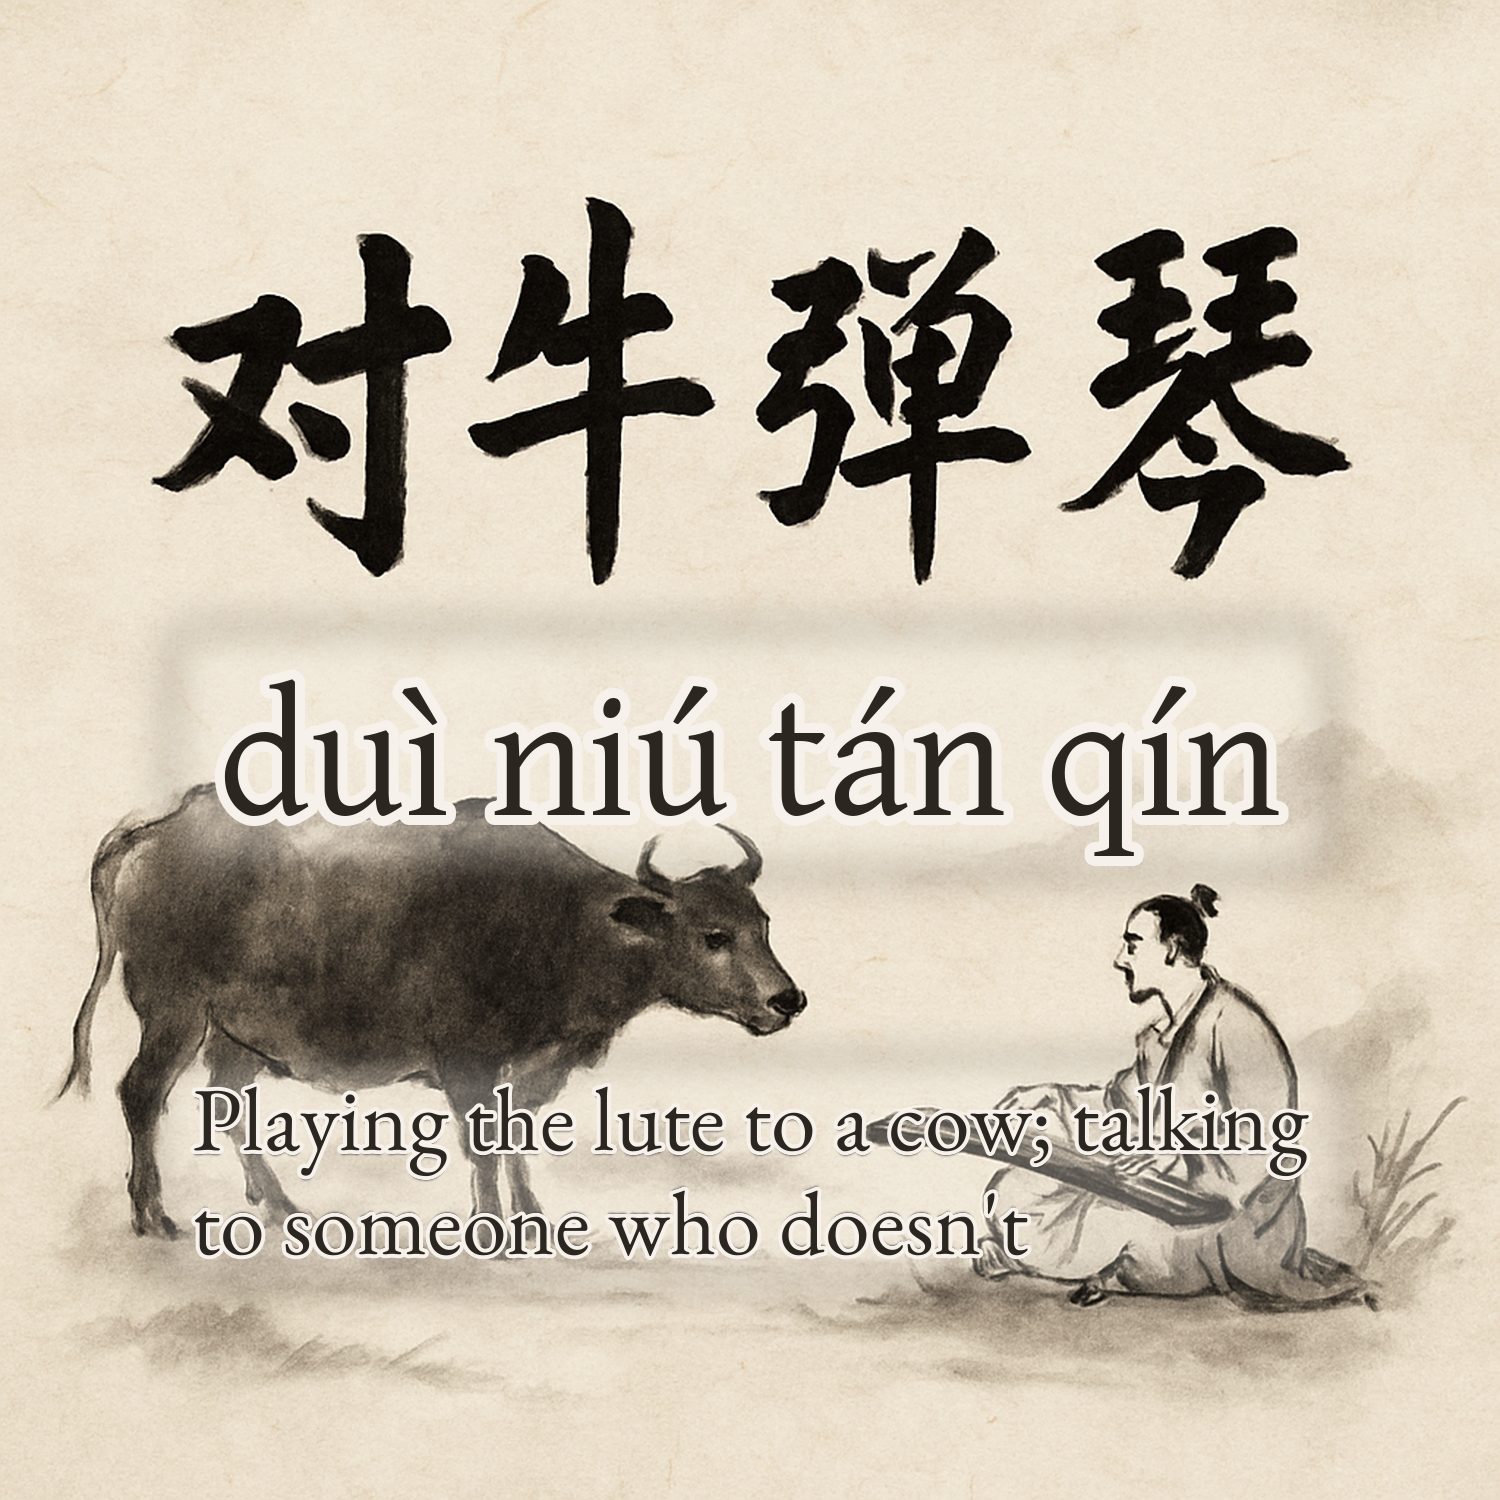 对牛弹琴
duì niú tán qín
Playing the lute to a cow; talking
to someone who doesn't